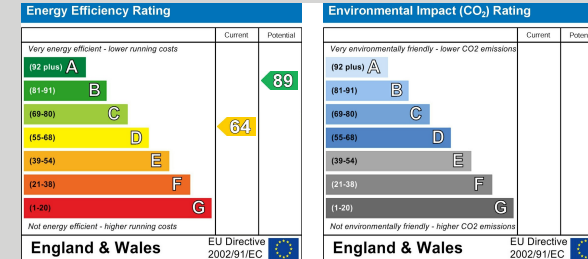 Energy Efficiency Rating
Current Potential
Very energy efficient - lower running costs
(92 plus) A
(81-91) B
89
(69-80) C
(55-68) D
64
(39-54) E
(21-38) F
(1-20) G
Not energy efficient - higher running costs
England & Wales
EU Directive
2002/91/EC
Environmental Impact (CO₂) Rating
Current Poten
Very environmentally friendly - lower CO2 emissions
(92 plus) A
(81-91) B
(69-80) C
(55-68) D
(39-54) E
(21-38) F
(1-20) G
Not environmentally friendly - higher CO2 emissions
England & Wales
EU Directive
2002/91/EC